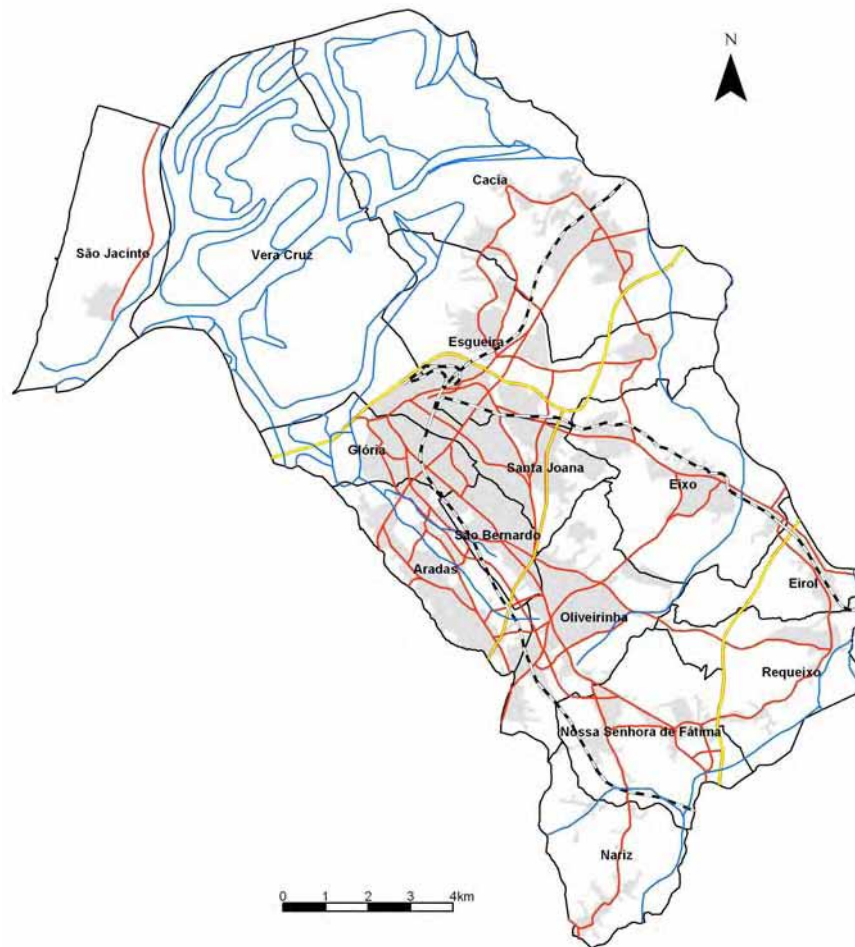 N
Cacia
São Jacinto
Vera Cruz
Esgueira
Glória
Santa Joana
Eixo
São Bernardo
Aradas
Eirol
Oliveirinha
Requeixo
Nossa Senhora de Fátima
Nariz
0 1 2 3 4km